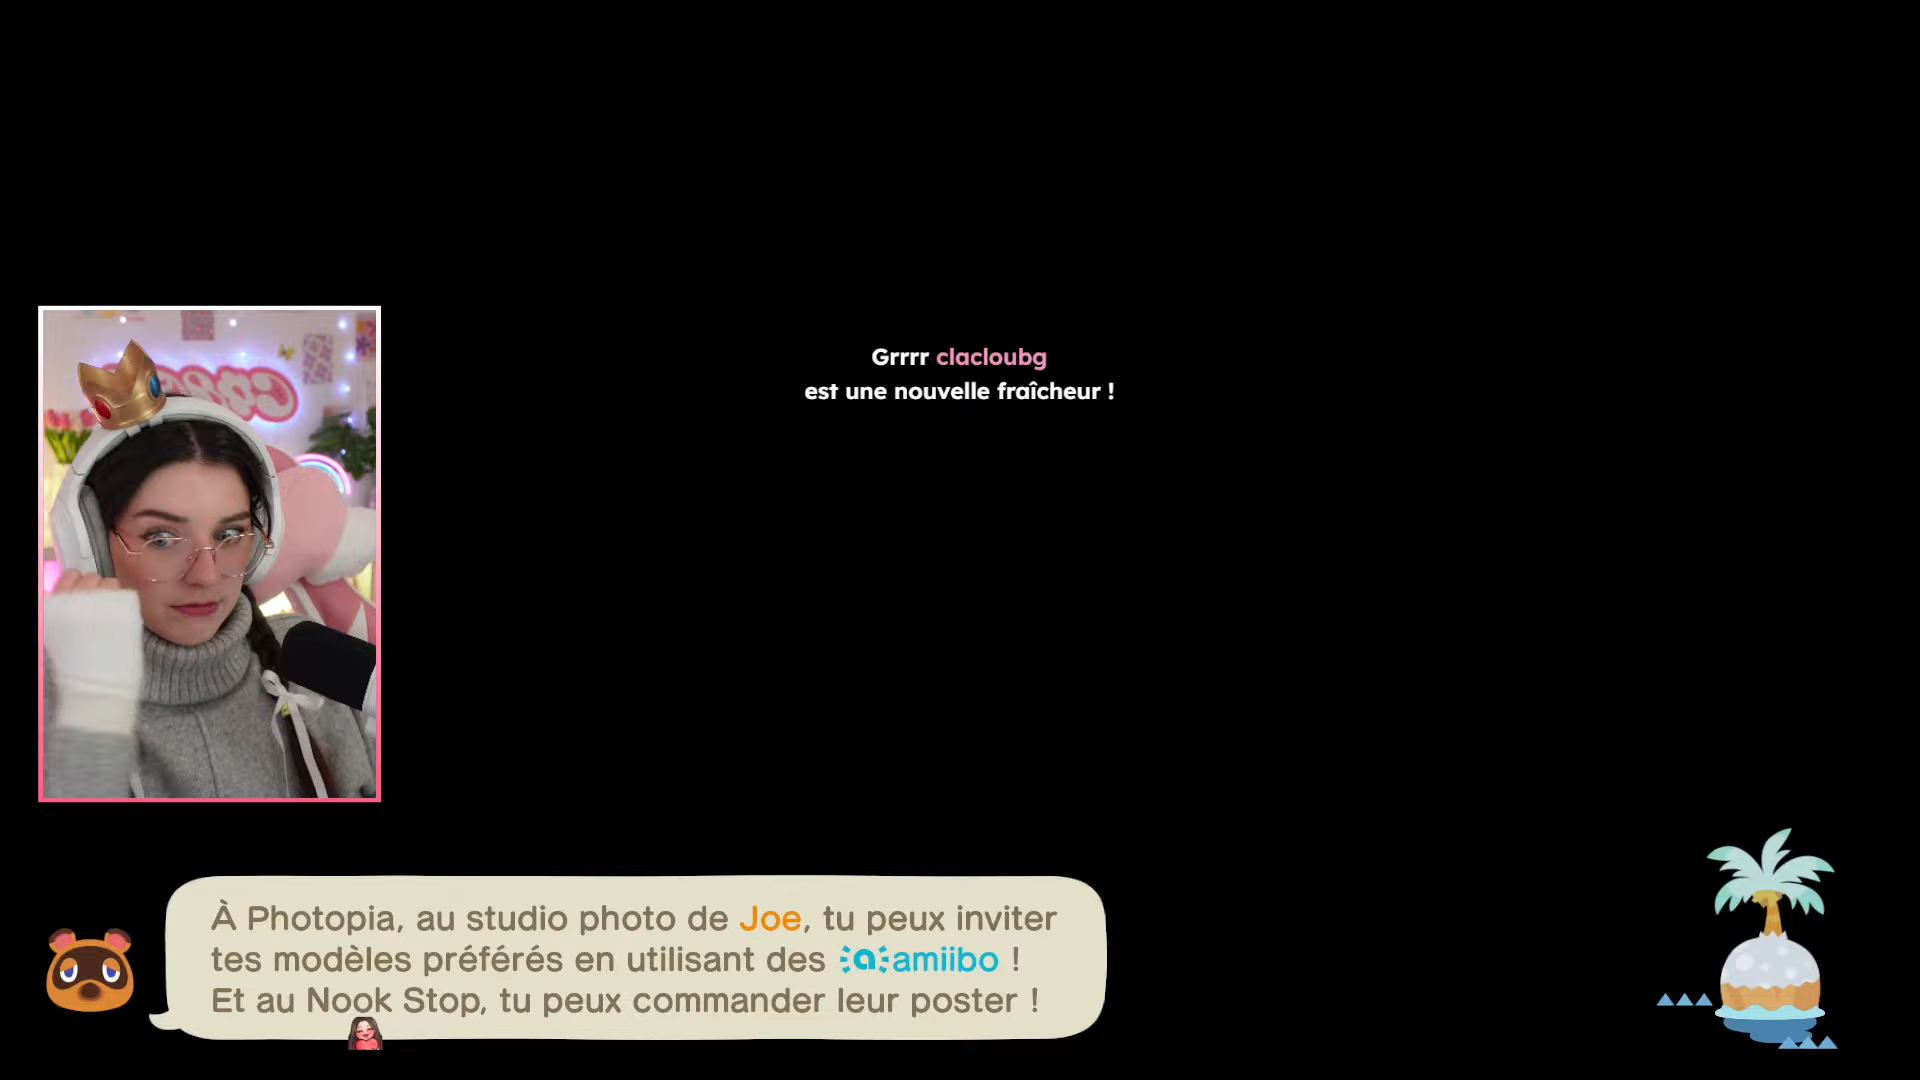 Grrrr clacloubg
est une nouvelle fraîcheur !
À Photopia, au studio photo de Joe, tu peux inviter
tes modèles préférés en utilisant des amiibo !
Et au Nook Stop, tu peux commander leur poster !